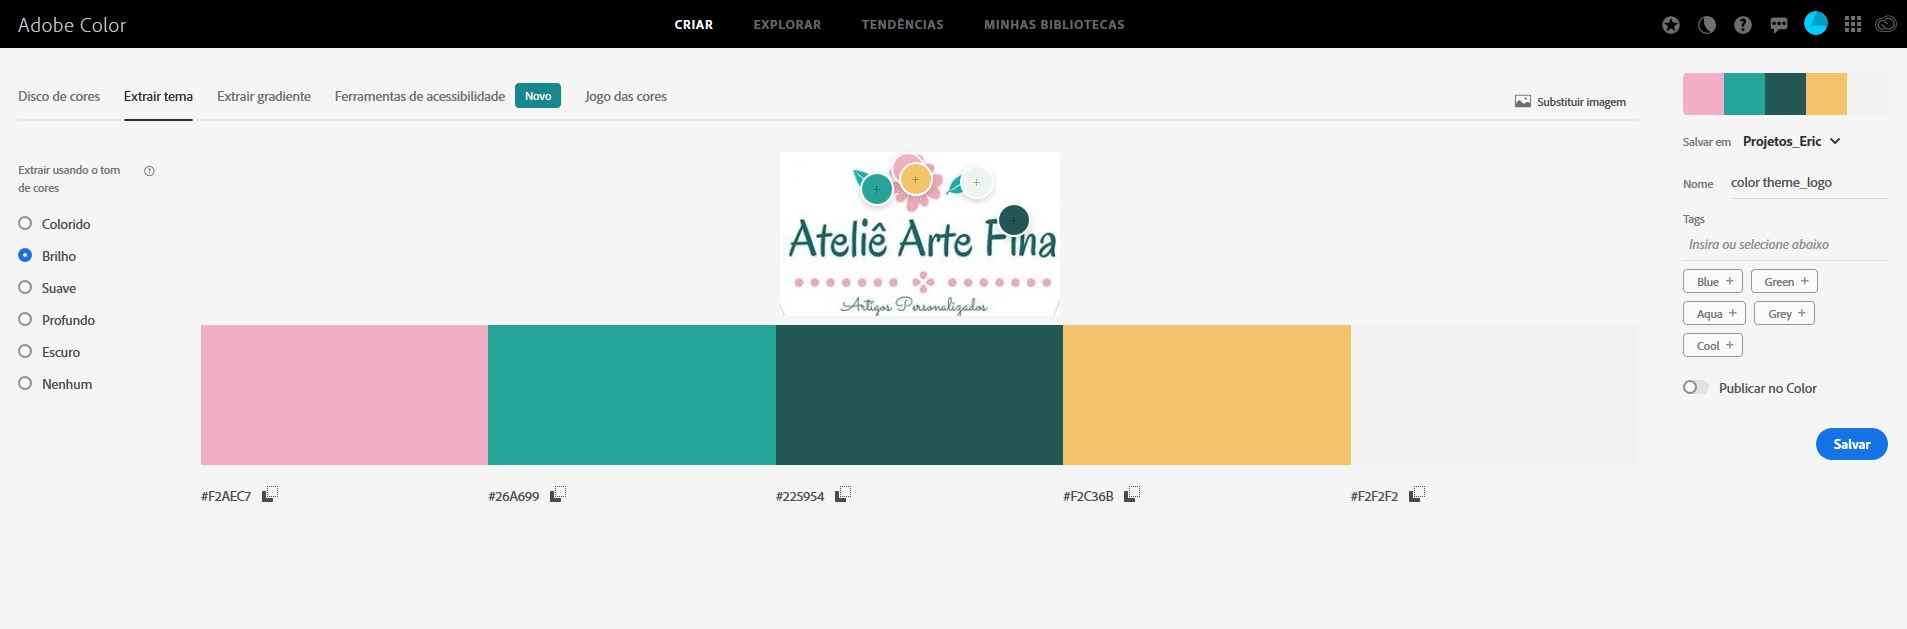 Adobe Color
CRIAR EXPLORAR TENDÊNCIAS MINHAS BIBLIOTECAS
Disco de cores Extrair tema Extrair gradiente Ferramentas de acessibilidade Novo Jogo das cores
Substituir imagem
Extrair usando o tom
de cores
Colorido
Brilho
Suave
Profundo
Escuro
Nenhum
Ateliê Arte Fina
Artigos Personalizados
#F2AEC7 #26A699 #225954 #F2C36B #F2F2F2
Salvar em Projetos_Eric
Nome color theme_logo
Tags
Insira ou selecione abaixo
Blue + Green +
Aqua + Grey +
Cool +
Publicar no Color
Salvar